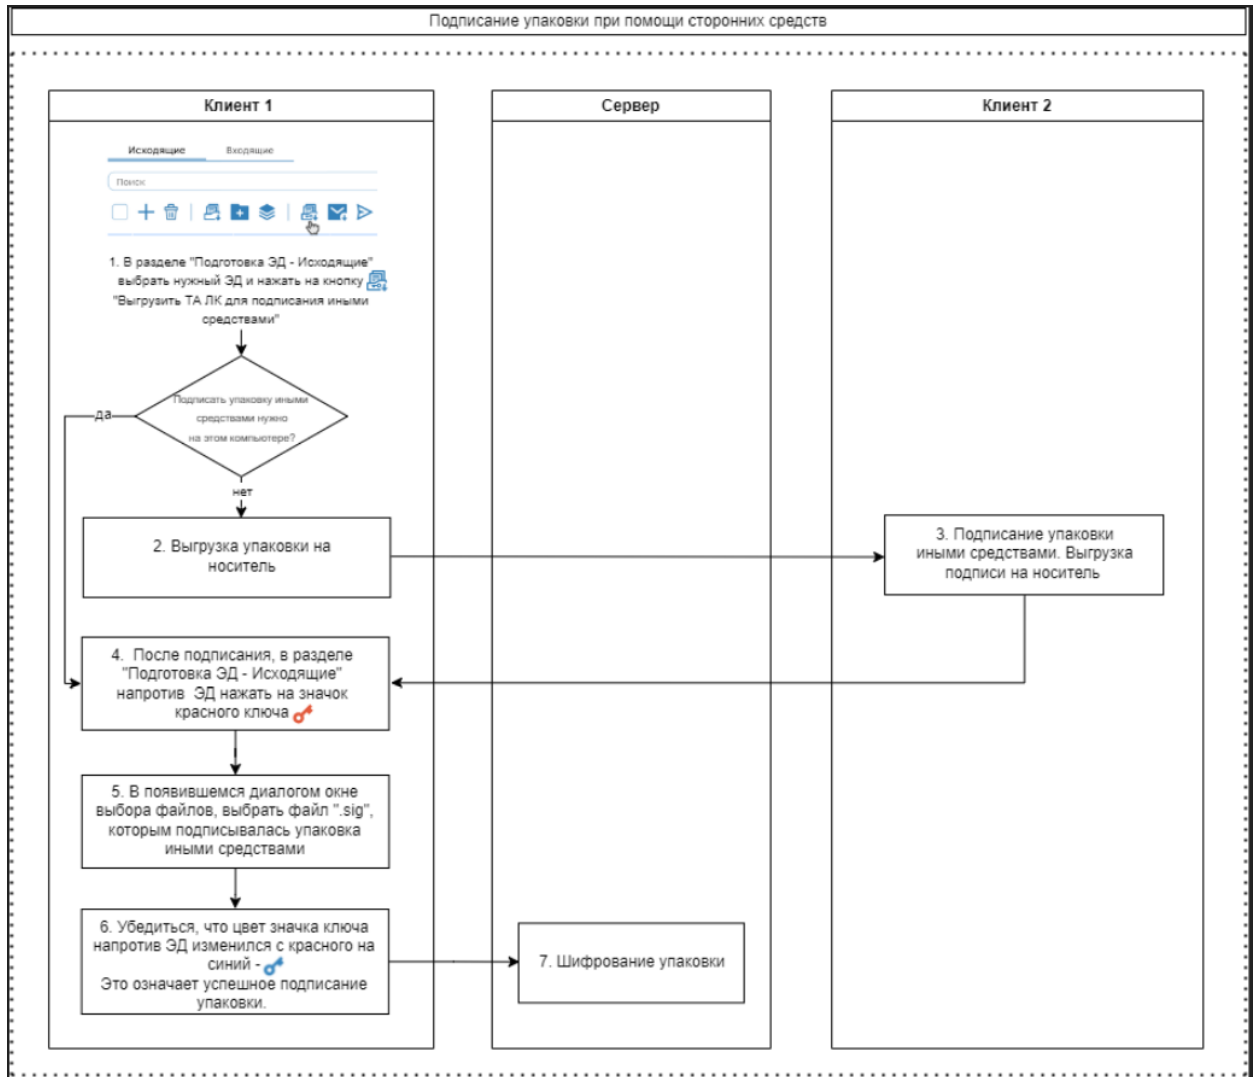 Подписание упаковки при помощи сторонних средств
Клиент 1
Сервер
Клиент 2
Исходящие
Входящие
Поиск
1. В разделе "Подготовка ЭД - Исходящие"
выбрать нужный ЭД и нажать на кнопку
"Выгрузить ТА ЛК для подписания иными
средствами"
Подписать упаковку иными
средствами нужно
на этом компьютере?
да
нет
2. Выгрузка упаковки на
носитель
3. Подписание упаковки
иными средствами. Выгрузка
подписи на носитель
4. После подписания, в разделе
"Подготовка ЭД - Исходящие"
напротив ЭД нажать на значок
красного ключа
5. В появившемся диалогом окне
выбора файлов, выбрать файл ".sig",
которым подписывалась упаковка
иными средствами
6. Убедиться, что цвет значка ключа
напротив ЭД изменился с красного на
синий -
Это означает успешное подписание
упаковки.
7. Шифрование упаковки